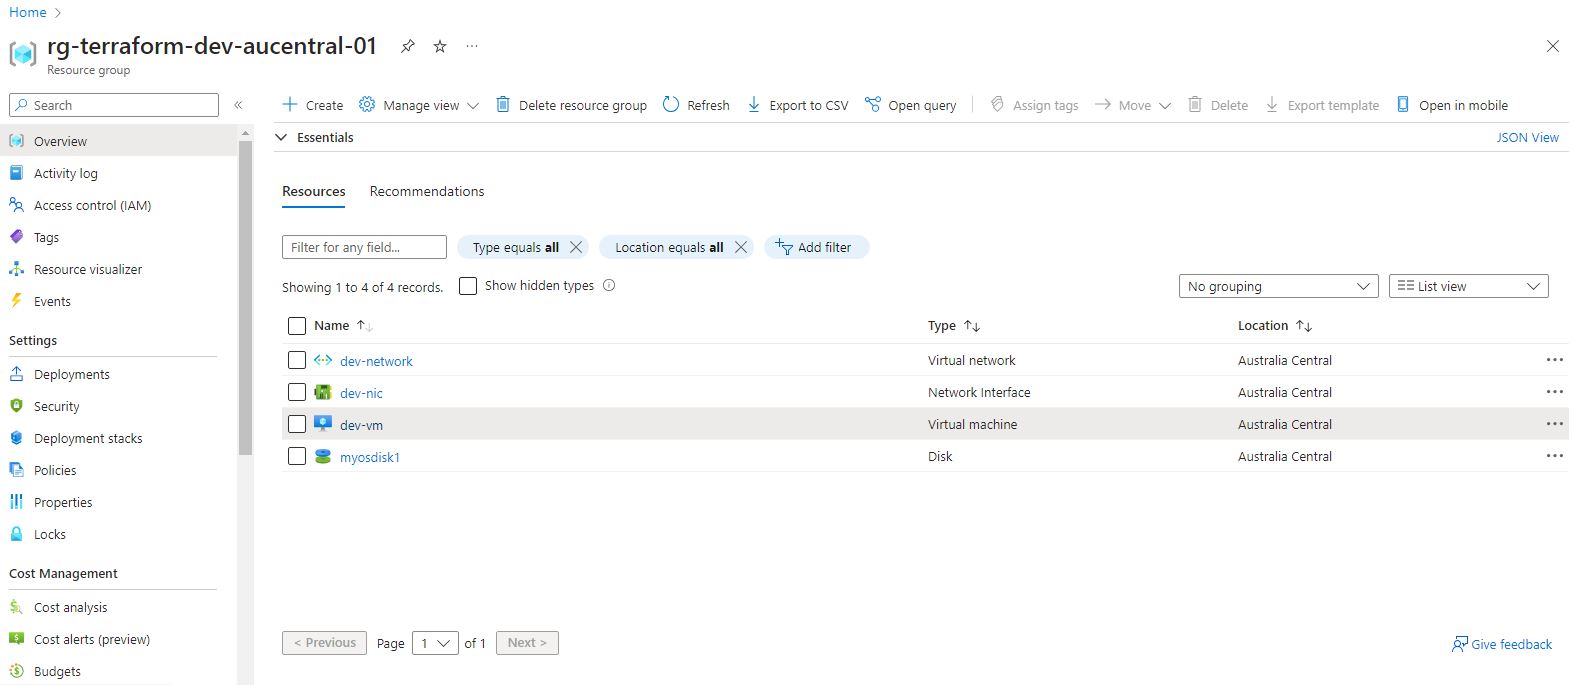 Home
rg-terraform-dev-aucentral-01
Resource group
Search
Overview
Activity log
Access control (IAM)
Tags
Resource visualizer
Events
Settings
Deployments
Security
Deployment stacks
Policies
Properties
Locks
Cost Management
Cost analysis
Cost alerts (preview)
Budgets
Create Manage view Delete resource group Refresh Export to CSV Open query Assign tags Move Delete Export template Open in mobile
Essentials JSON View
Resources Recommendations
Filter for any field... Type equals all Location equals all Add filter
Showing 1 to 4 of 4 records. Show hidden types No grouping List view
Name Type Location
dev-network Virtual network Australia Central
dev-nic Network Interface Australia Central
dev-vm Virtual machine Australia Central
myosdisk1 Disk Australia Central
< Previous Page 1 of 1 Next > Give feedback